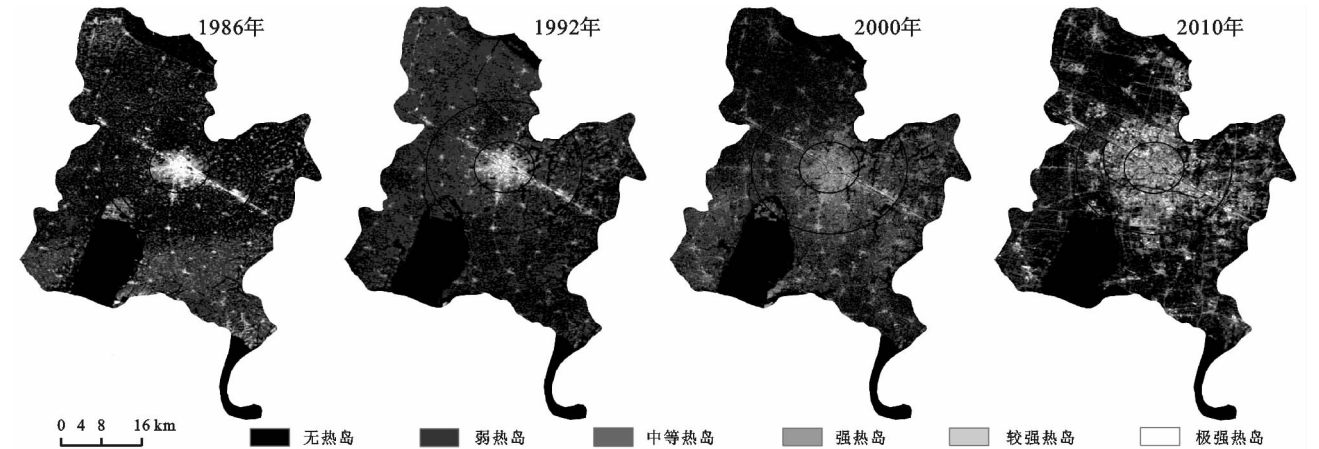 1986年
1992年
2000年
2010年
0 4 8 16 km
无热岛
弱热岛
中等热岛
强热岛
较强热岛
极强热岛